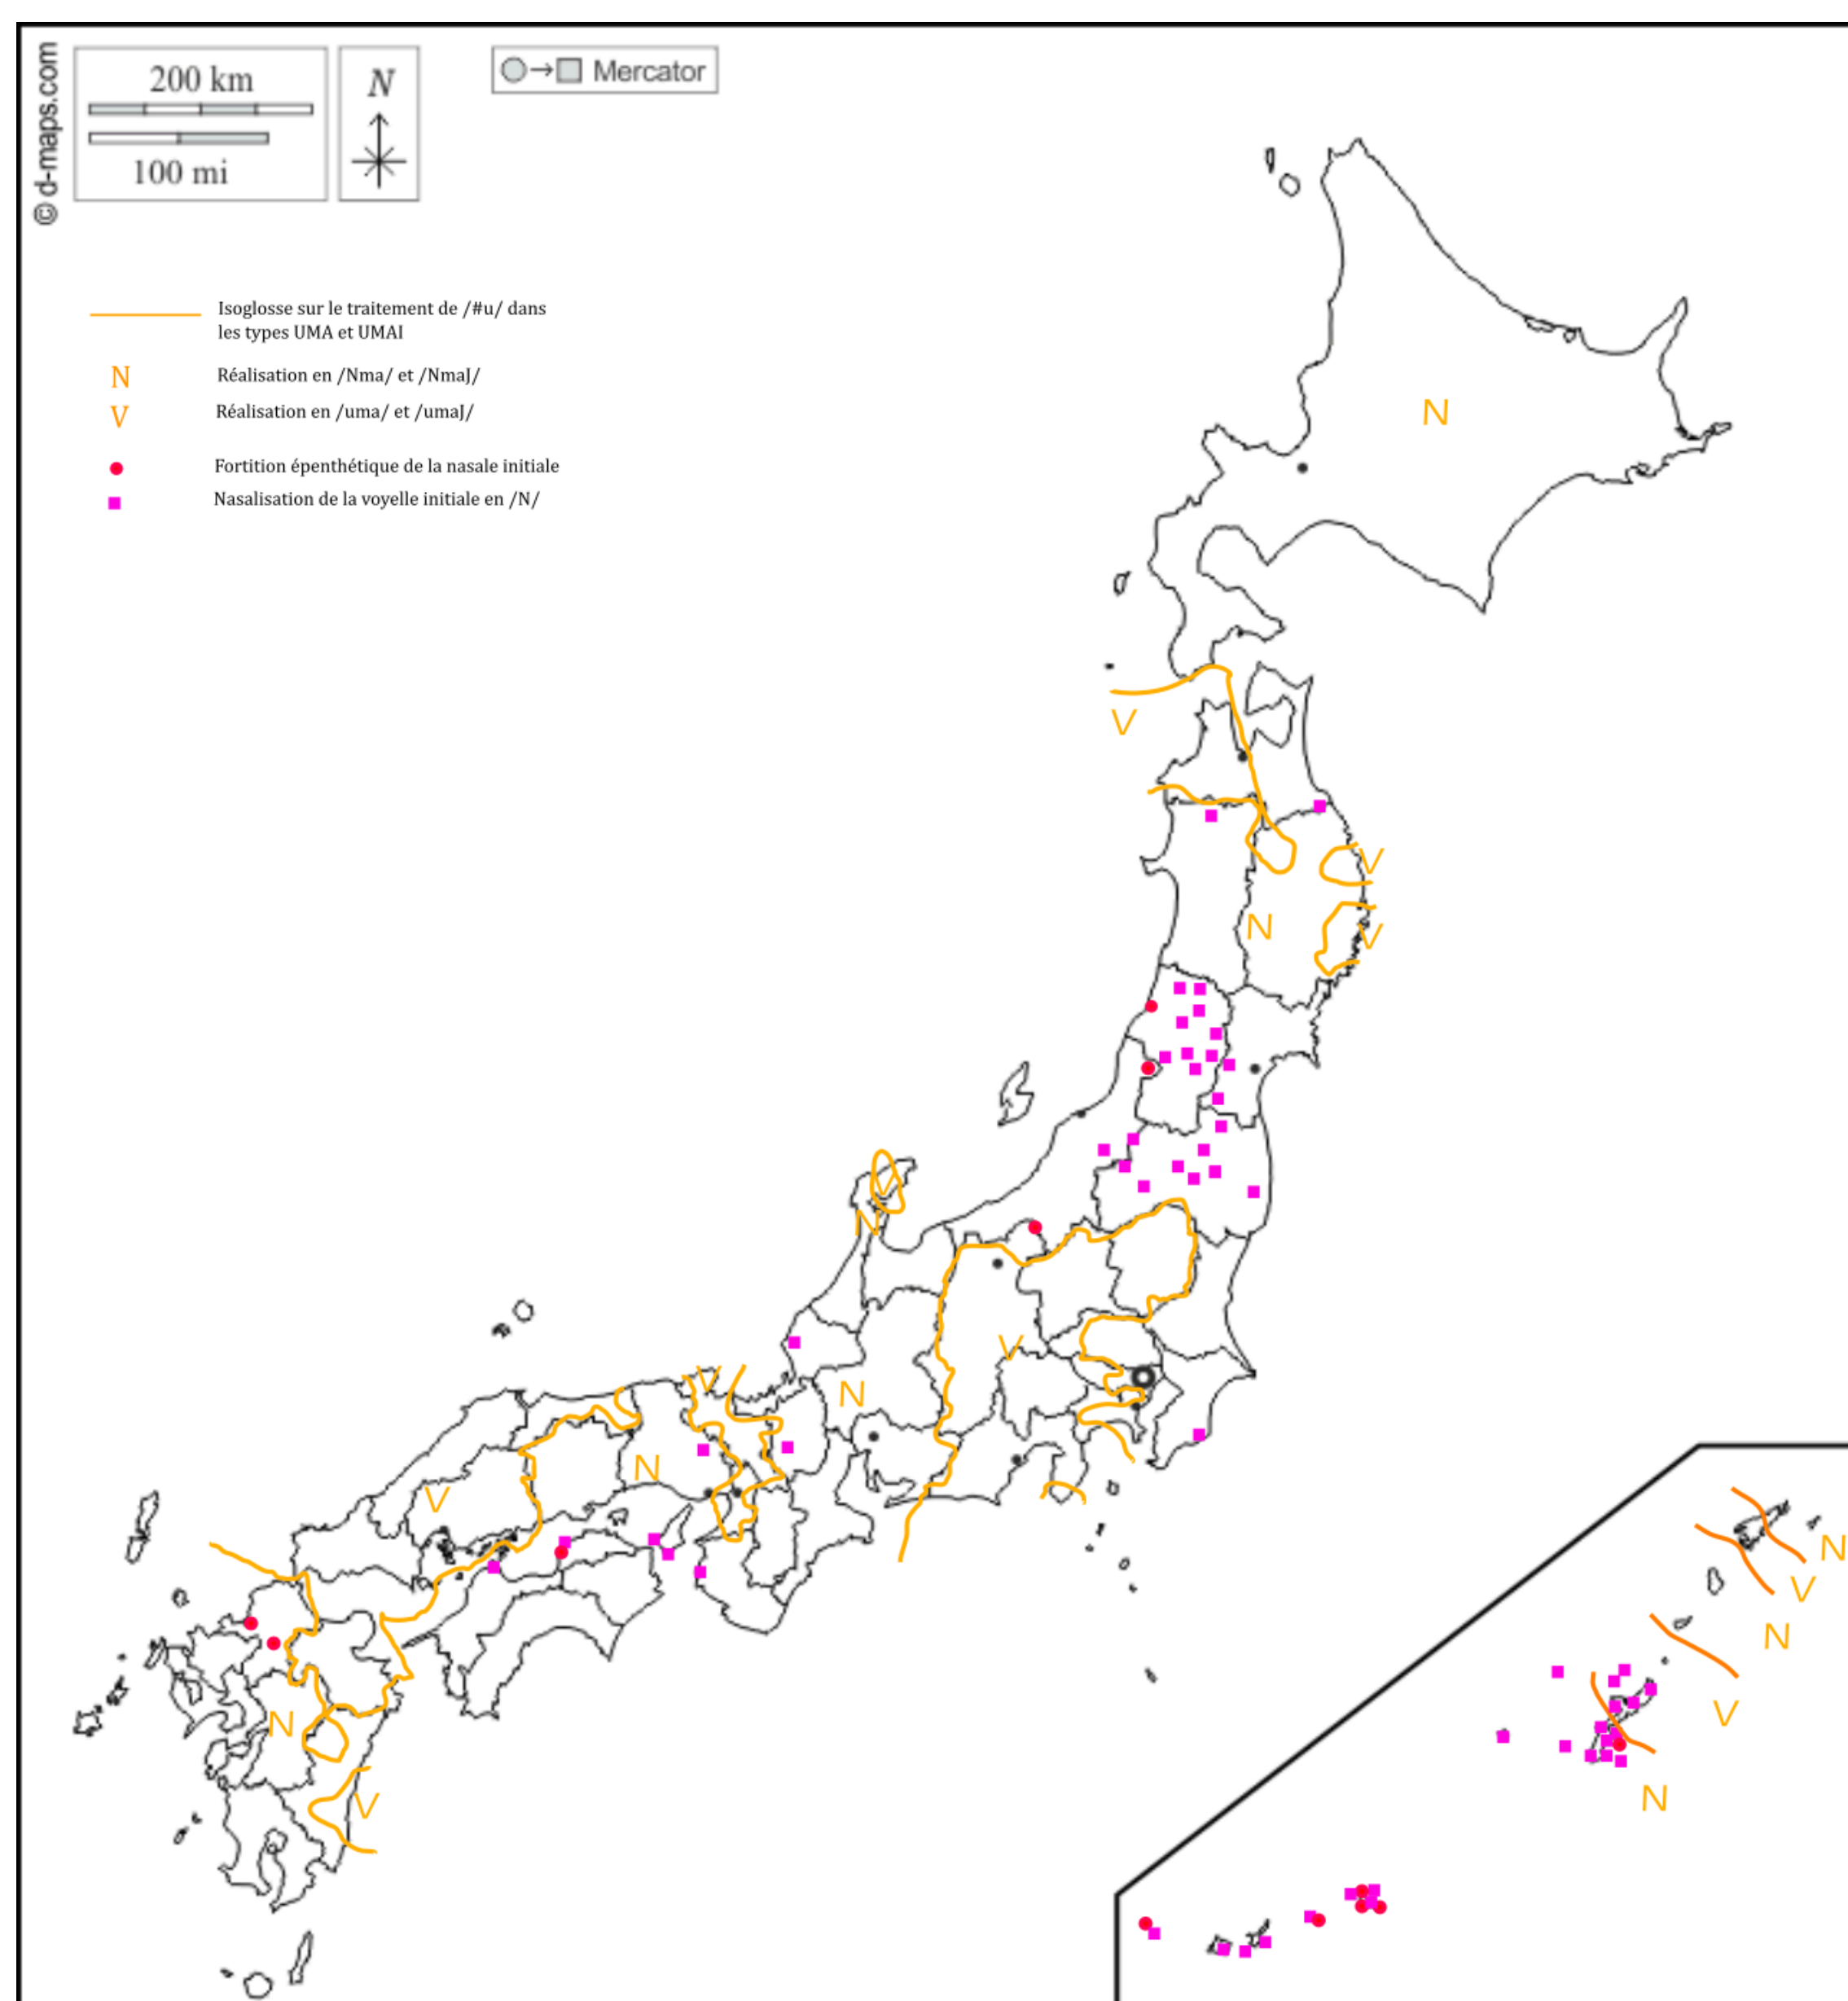 © d-maps.com
200 km
100 mi
N
Mercator
Isoglosse sur le traitement de /#u/ dans
les types UMA et UMAI
N Réalisation en /Nma/ et /NmaJ/
V Réalisation en /uma/ et /umaJ/
Fortition épenthétique de la nasale initiale
Nasalisation de la voyelle initiale en /N/
N
V
V
N
V
V
N
V
V
N
N
V
N
V
N
V
N
V
N
V
N